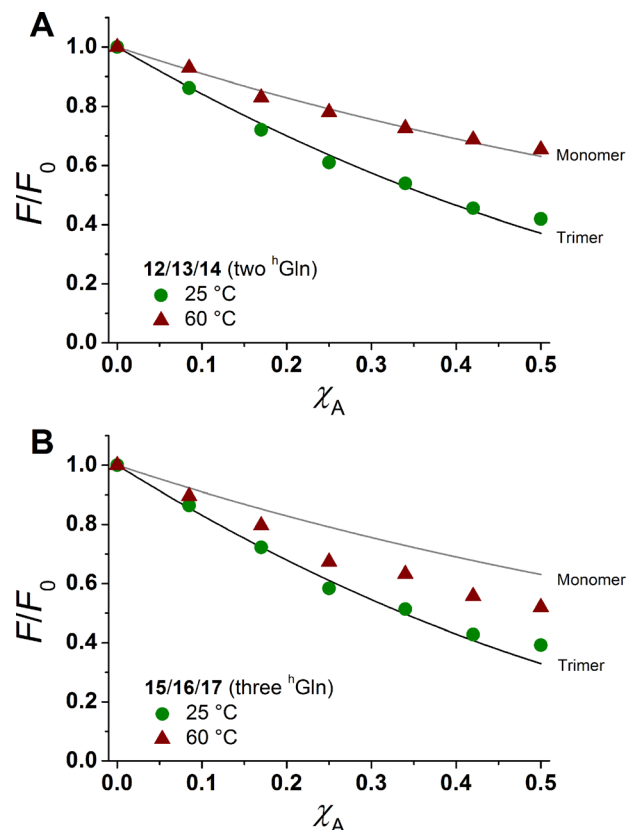 A
1.0
0.8
0.6
0.4
0.2
0.0
F/F₀
Monomer
Trimer
12/13/14 (two ʰGln)
25 °C
60 °C
0.0 0.1 0.2 0.3 0.4 0.5
χ_A
B
1.0
0.8
0.6
0.4
0.2
0.0
F/F₀
Monomer
Trimer
15/16/17 (three ʰGln)
25 °C
60 °C
0.0 0.1 0.2 0.3 0.4 0.5
χ_A